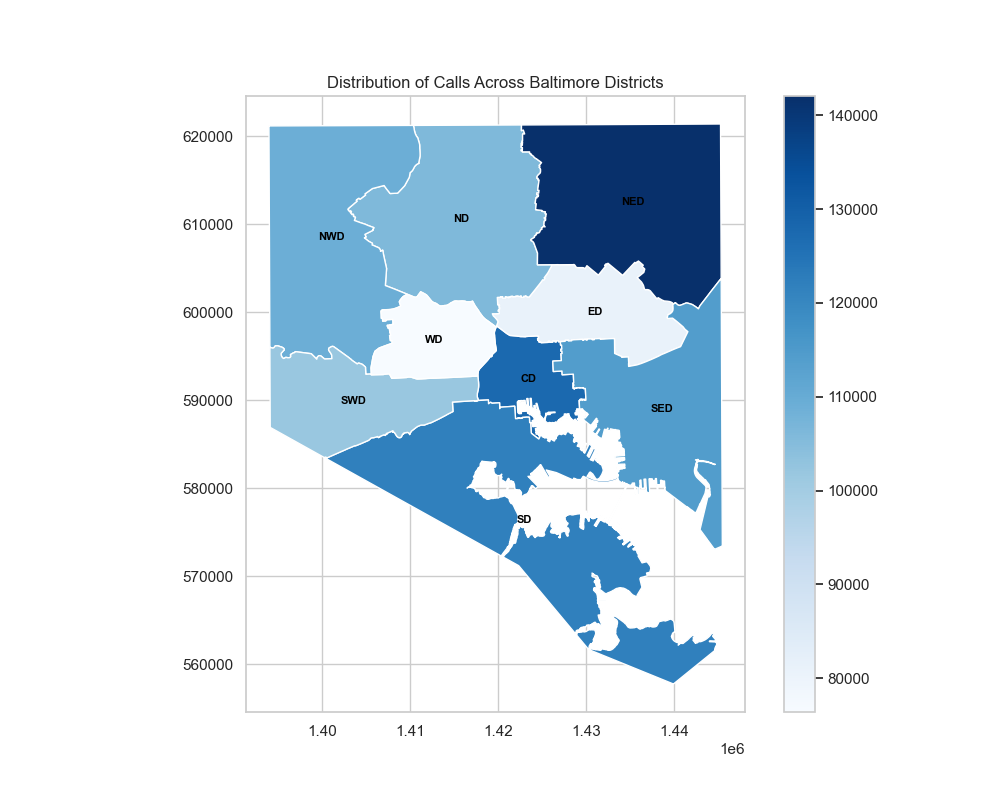 Distribution of Calls Across Baltimore Districts
620000
610000
600000
590000
580000
570000
560000
NWD
ND
NED
WD
ED
SWD
CD
SED
SD
1.40
1.41
1.42
1.43
1.44
1e6
140000
130000
120000
110000
100000
90000
80000